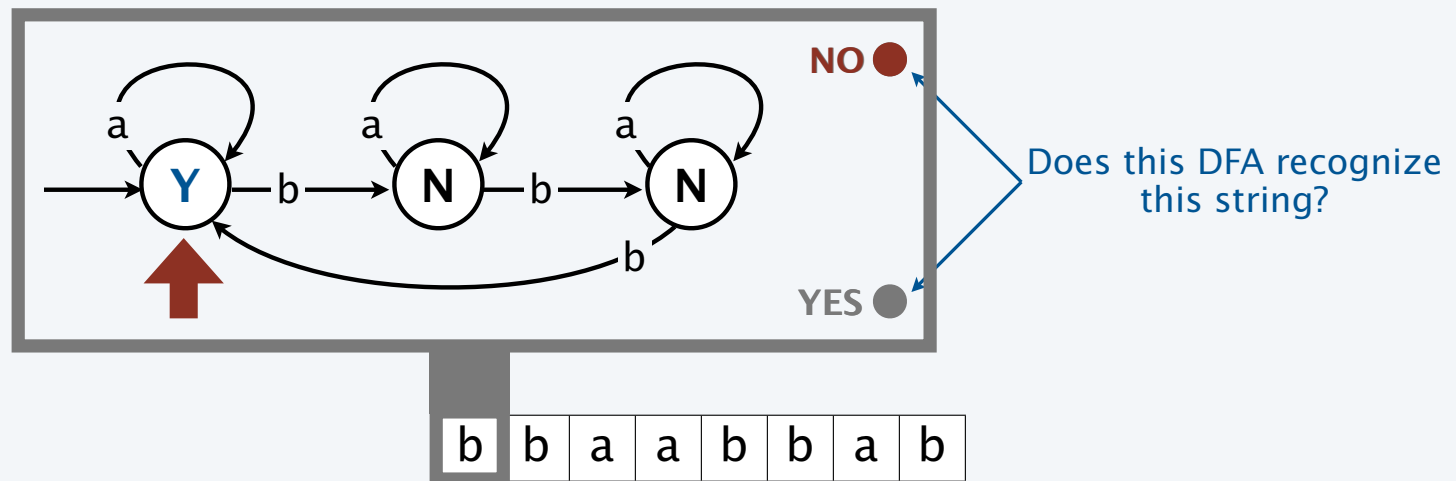 NO
a a a
Y b N b N
b
YES
Does this DFA recognize
this string?
b b a a b b a b